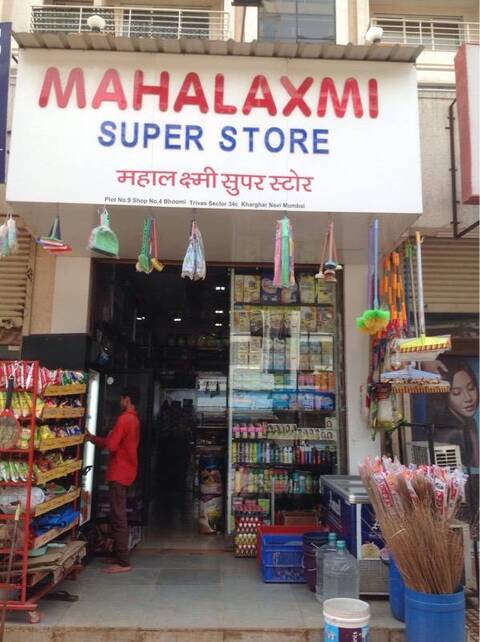 MAHALAXMI
SUPER STORE
महालक्ष्मी सुपर स्टोर
Plot No.9 Shop No.4 Bhoomi Trivas Sector 34c Kharghar Navi Mumbai